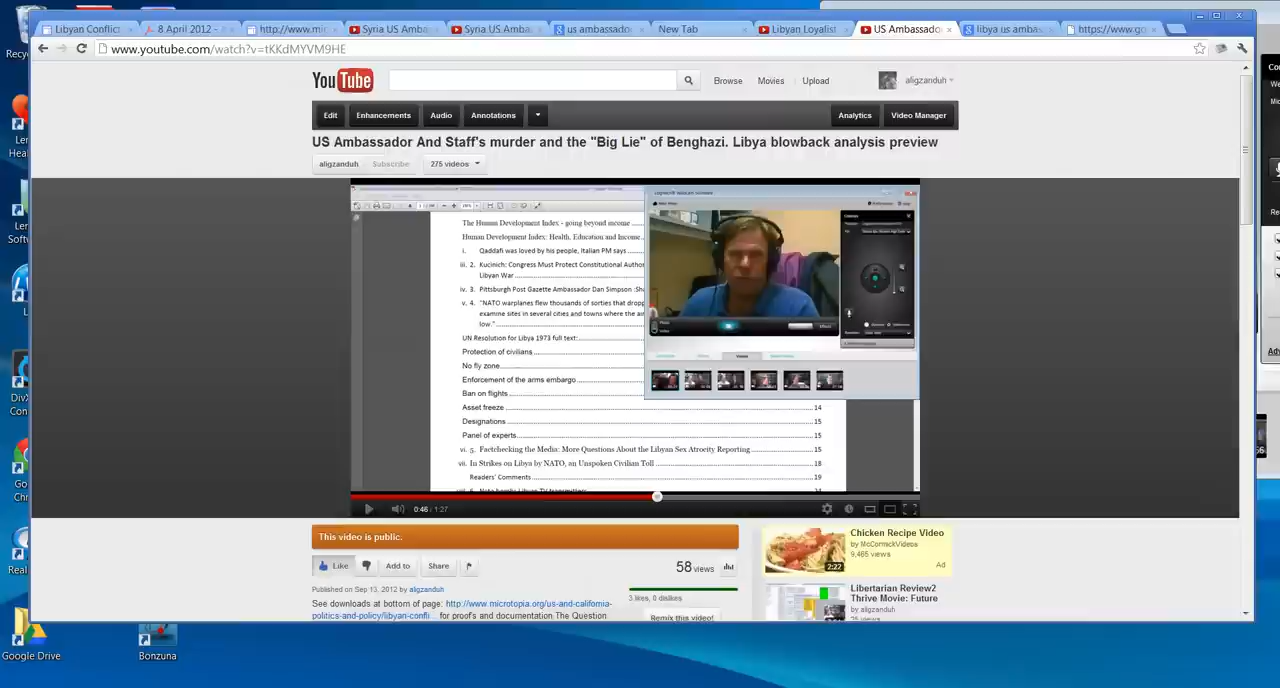 Libyan Conflict
8 April 2012 -
http://www.mi
Syria US Amba
Syria US Amba
us ambassado
New Tab
Libyan Loyalist
US Ambassado
libya us ambas
https://www.go
www.youtube.com/watch?v=tKKdMYVM9HE
YouTube
Browse
Movies
Upload
aligzanduh
Edit
Enhancements
Audio
Annotations
Analytics
Video Manager
US Ambassador And Staff's murder and the "Big Lie" of Benghazi. Libya blowback analysis preview
aligzanduh
Subscribe
275 videos
The Human Development Index - going beyond income
Human Development Index: Health, Education and Income
i. Qaddafi was loved by his people, Italian PM says
iii. 2. Kucinich: Congress Must Protect Constitutional Autho
Libyan War
iv. 3. Pittsburgh Post Gazette Ambassador Dan Simpson
v. 4. "NATO warplanes flew thousands of sorties that drop
examine sites in several cities and towns where the ai
low."
UN Resolution for Libya 1973 full text:
Protection of civilians
No fly zone
Enforcement of the arms embargo
Ban on flights
Asset freeze 14
Designations 15
Panel of experts 15
vi. 5. Factchecking the Media: More Questions About the Libyan Sex Atrocity Reporting 15
vii. In Strikes on Libya by NATO, an Unspoken Civilian Toll 18
Readers' Comments 19
0:46 / 1:27
This video is public.
Like
Add to
Share
58 views
Published on Sep 13, 2012 by aligzanduh
3 likes, 0 dislikes
See downloads at bottom of page: http://www.microtopia.org/us-and-california-
politics-and-policy/libyan-confli... for proofs and documentation The Question
Remix this video!
Chicken Recipe Video
by McCormickVideos
9,465 views
Ad
2:22
Libertarian Review2
Thrive Movie: Future
by aligzanduh
Google Drive
Bonzuna